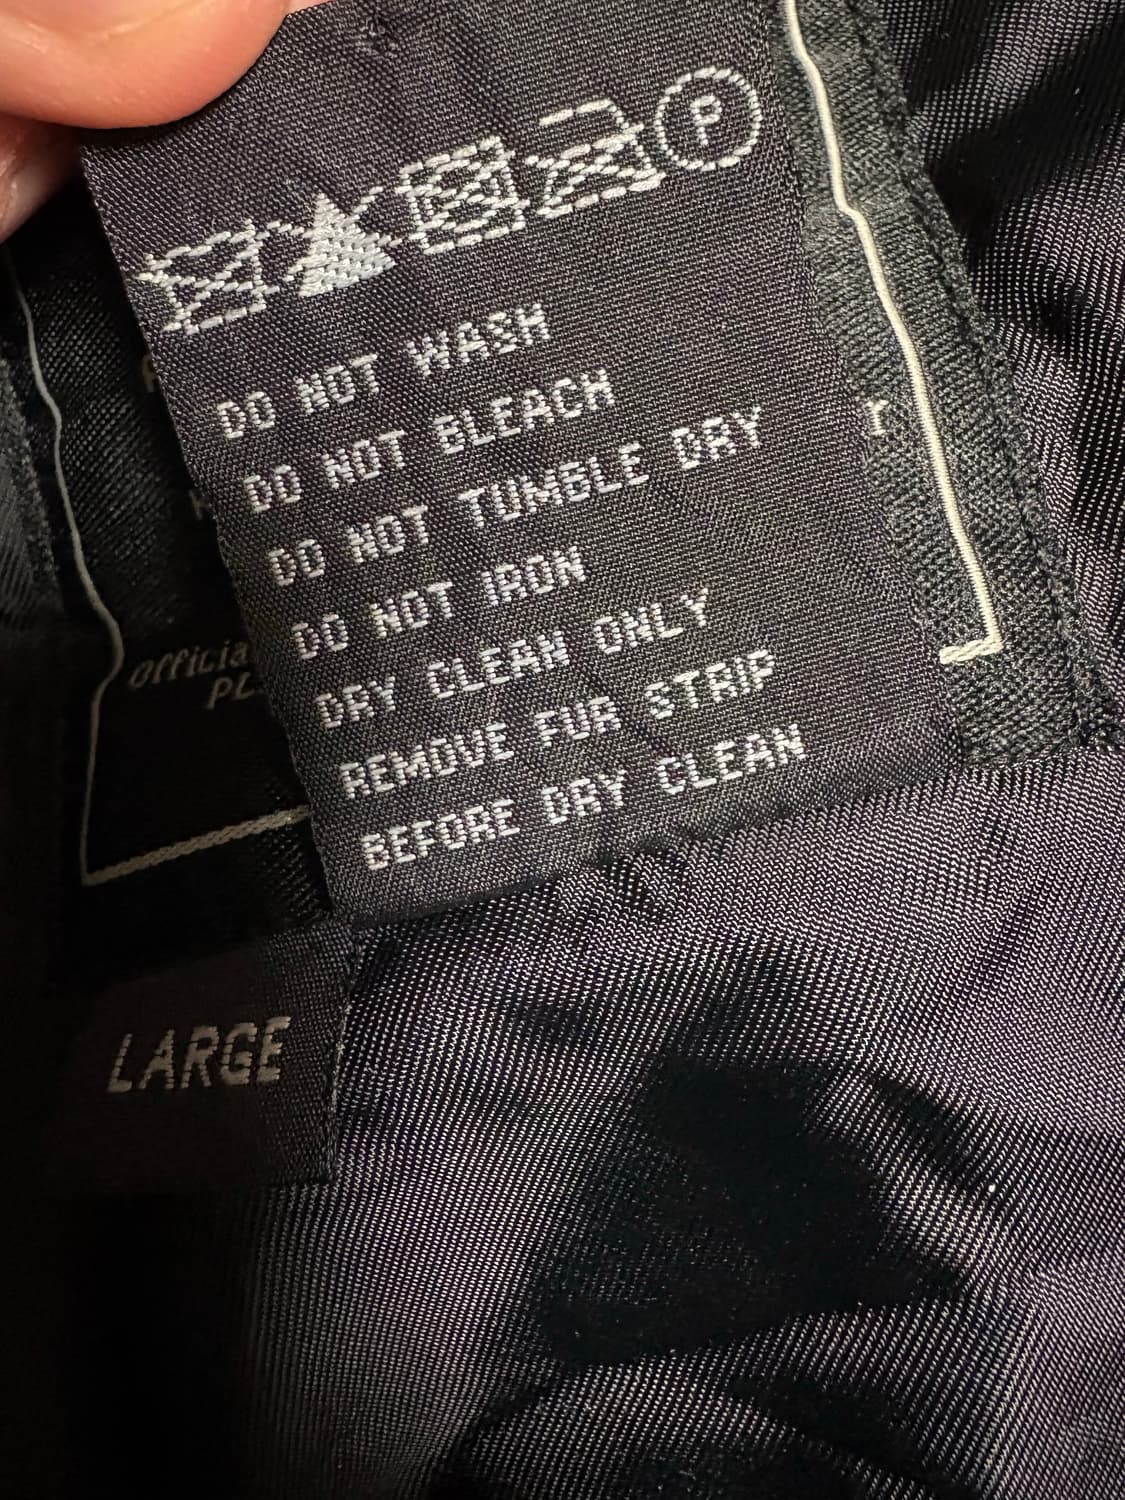 P
DO NOT WASH
DO NOT BLEACH
DO NOT TUMBLE DRY
DO NOT IRON
DRY CLEAN ONLY
REMOVE FUR STRIP
BEFORE DRY CLEAN
LARGE